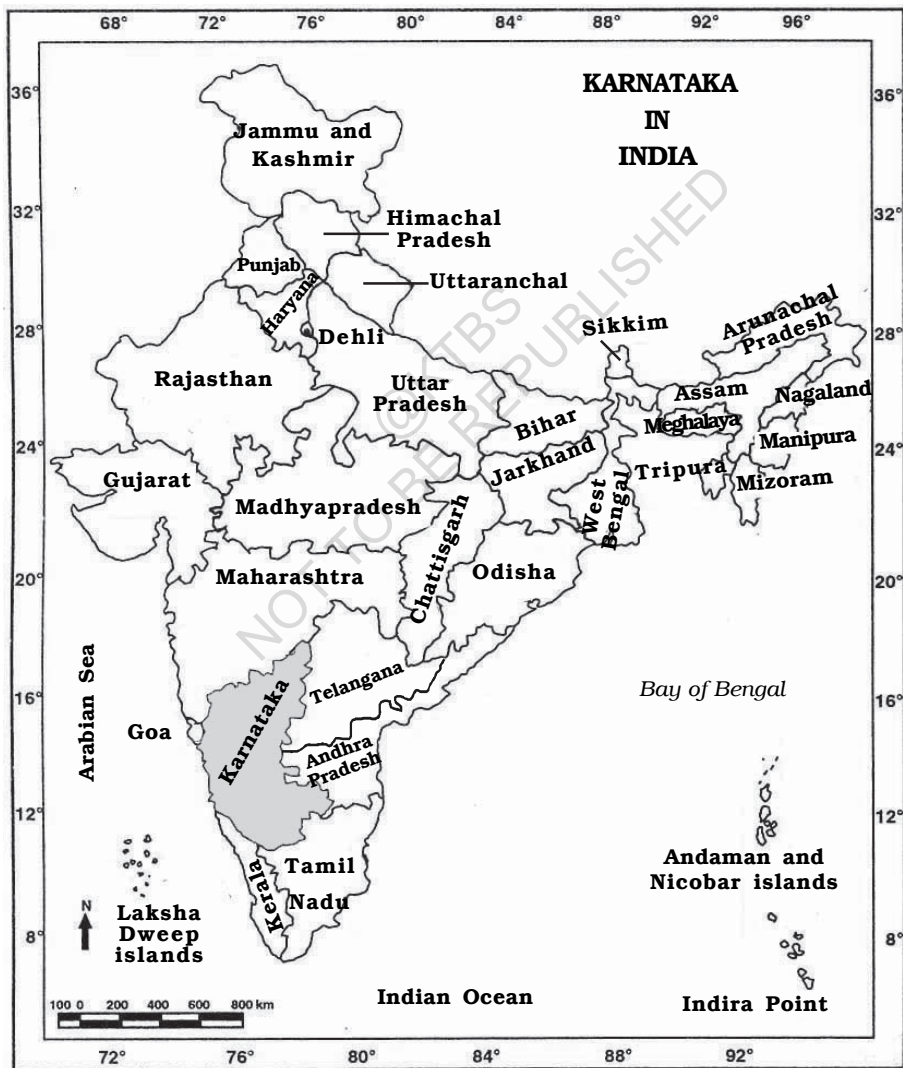 68° 72° 76° 80° 84° 88° 92° 96°
KARNATAKA
IN
INDIA
36° 36°
Jammu and
Kashmir
32° 32°
Himachal
Pradesh
Punjab
Uttaranchal
Haryana
28° 28°
Dehli
Sikkim
Arunachal
Pradesh
Rajasthan
Uttar
Pradesh
Assam
Nagaland
Bihar
Meghalaya
Manipura
24° 24°
Jarkhand
Tripura
Mizoram
Gujarat
Madhyapradesh
West
Bengal
Chattisgarh
20° 20°
Maharashtra
Odisha
Telangana
16° 16°
Karnataka
Bay of Bengal
Arabian Sea
Goa
Andhra
Pradesh
12° 12°
Tamil
Nadu
Kerala
Andaman and
Nicobar islands
N
Laksha
Dweep
islands
8° 8°
100 0 200 400 600 800 km
Indian Ocean
Indira Point
72° 76° 80° 84° 88° 92°
©KTBS
NOT TO BE REPUBLISHED